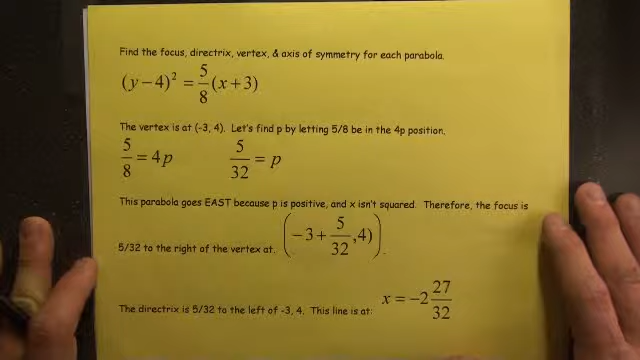 Find the focus, directrix, vertex, & axis of symmetry for each parabola.
(y − 4)² = 5/8 (x + 3)
The vertex is at (-3, 4). Let's find p by letting 5/8 be in the 4p position.
5/8 = 4p 5/32 = p
This parabola goes EAST because p is positive, and x isn't squared. Therefore, the focus is
5/32 to the right of the vertex at. (−3 + 5/32, 4).
The directrix is 5/32 to the left of -3, 4. This line is at: x = −2 27/32